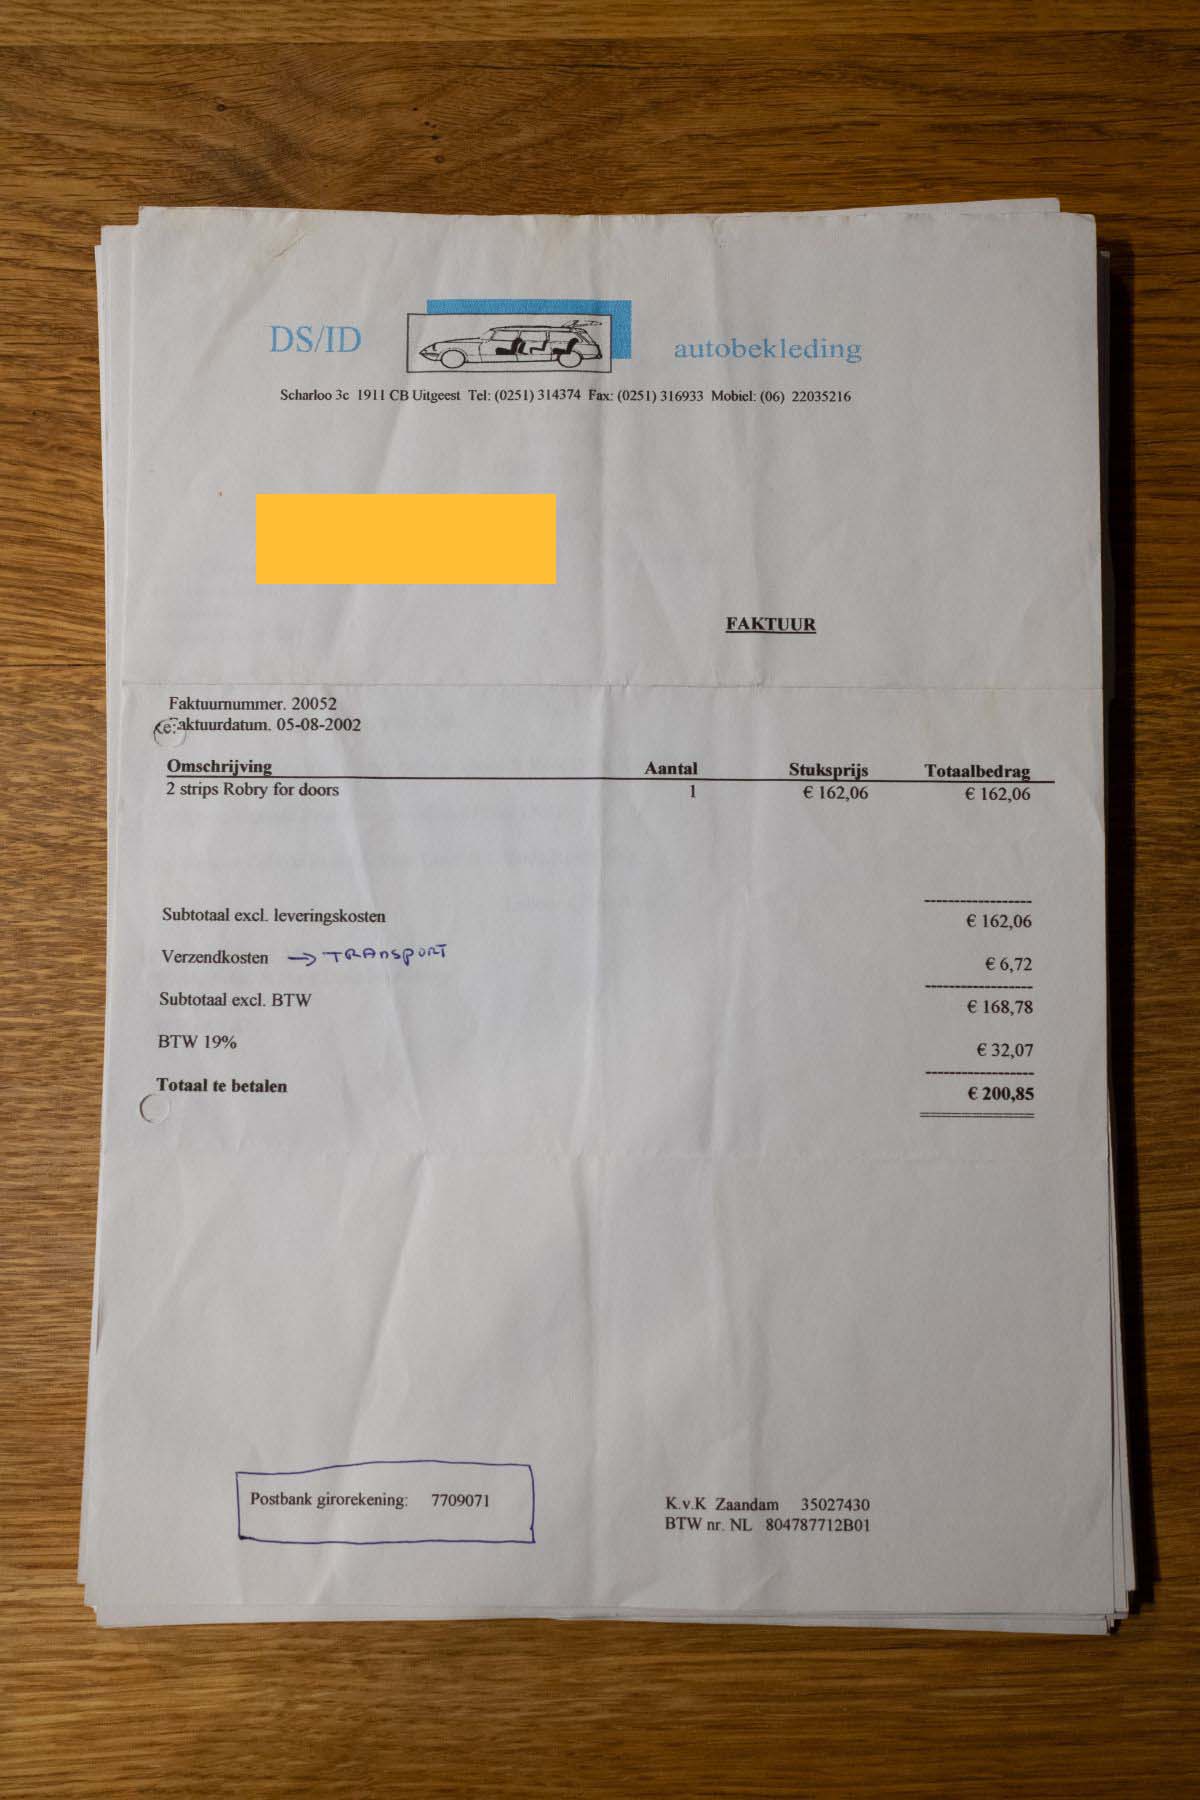 DS/ID autobekleding
Scharloo 3c 1911 CB Uitgeest Tel: (0251) 314374 Fax: (0251) 316933 Mobiel: (06) 22035216
FAKTUUR
Faktuurnummer. 20052
aktuurdatum. 05-08-2002
Omschrijving Aantal Stuksprijs Totaalbedrag
2 strips Robry for doors 1 € 162,06 € 162,06
Subtotaal excl. leveringskosten € 162,06
Verzendkosten → TRANSPORT € 6,72
Subtotaal excl. BTW € 168,78
BTW 19% € 32,07
Totaal te betalen € 200,85
Postbank girorekening: 7709071
K.v.K Zaandam 35027430
BTW nr. NL 804787712B01